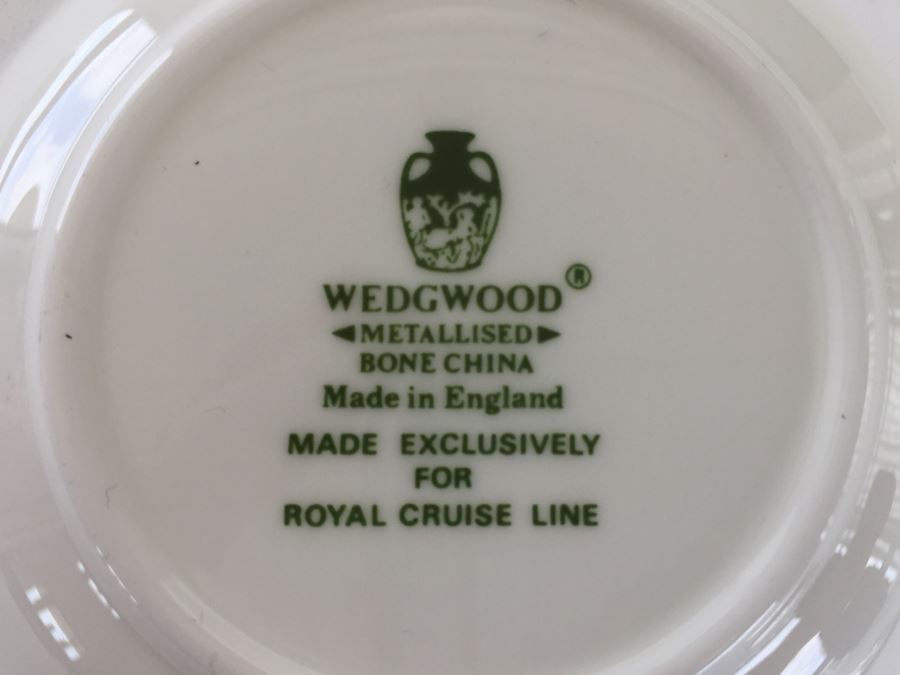 WEDGWOOD®
◄METALLISED►
BONE CHINA
Made in England
MADE EXCLUSIVELY
FOR
ROYAL CRUISE LINE